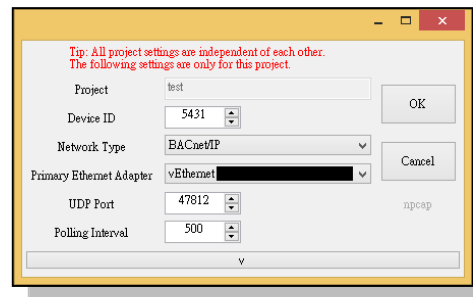 Tip: All project settings are independent of each other.
The following settings are only for this project.
Project test
Device ID 5431
OK
Network Type BACnet/IP
Cancel
Primary Ethernet Adapter vEthernet
UDP Port 47812
npcap
Polling Interval 500
v